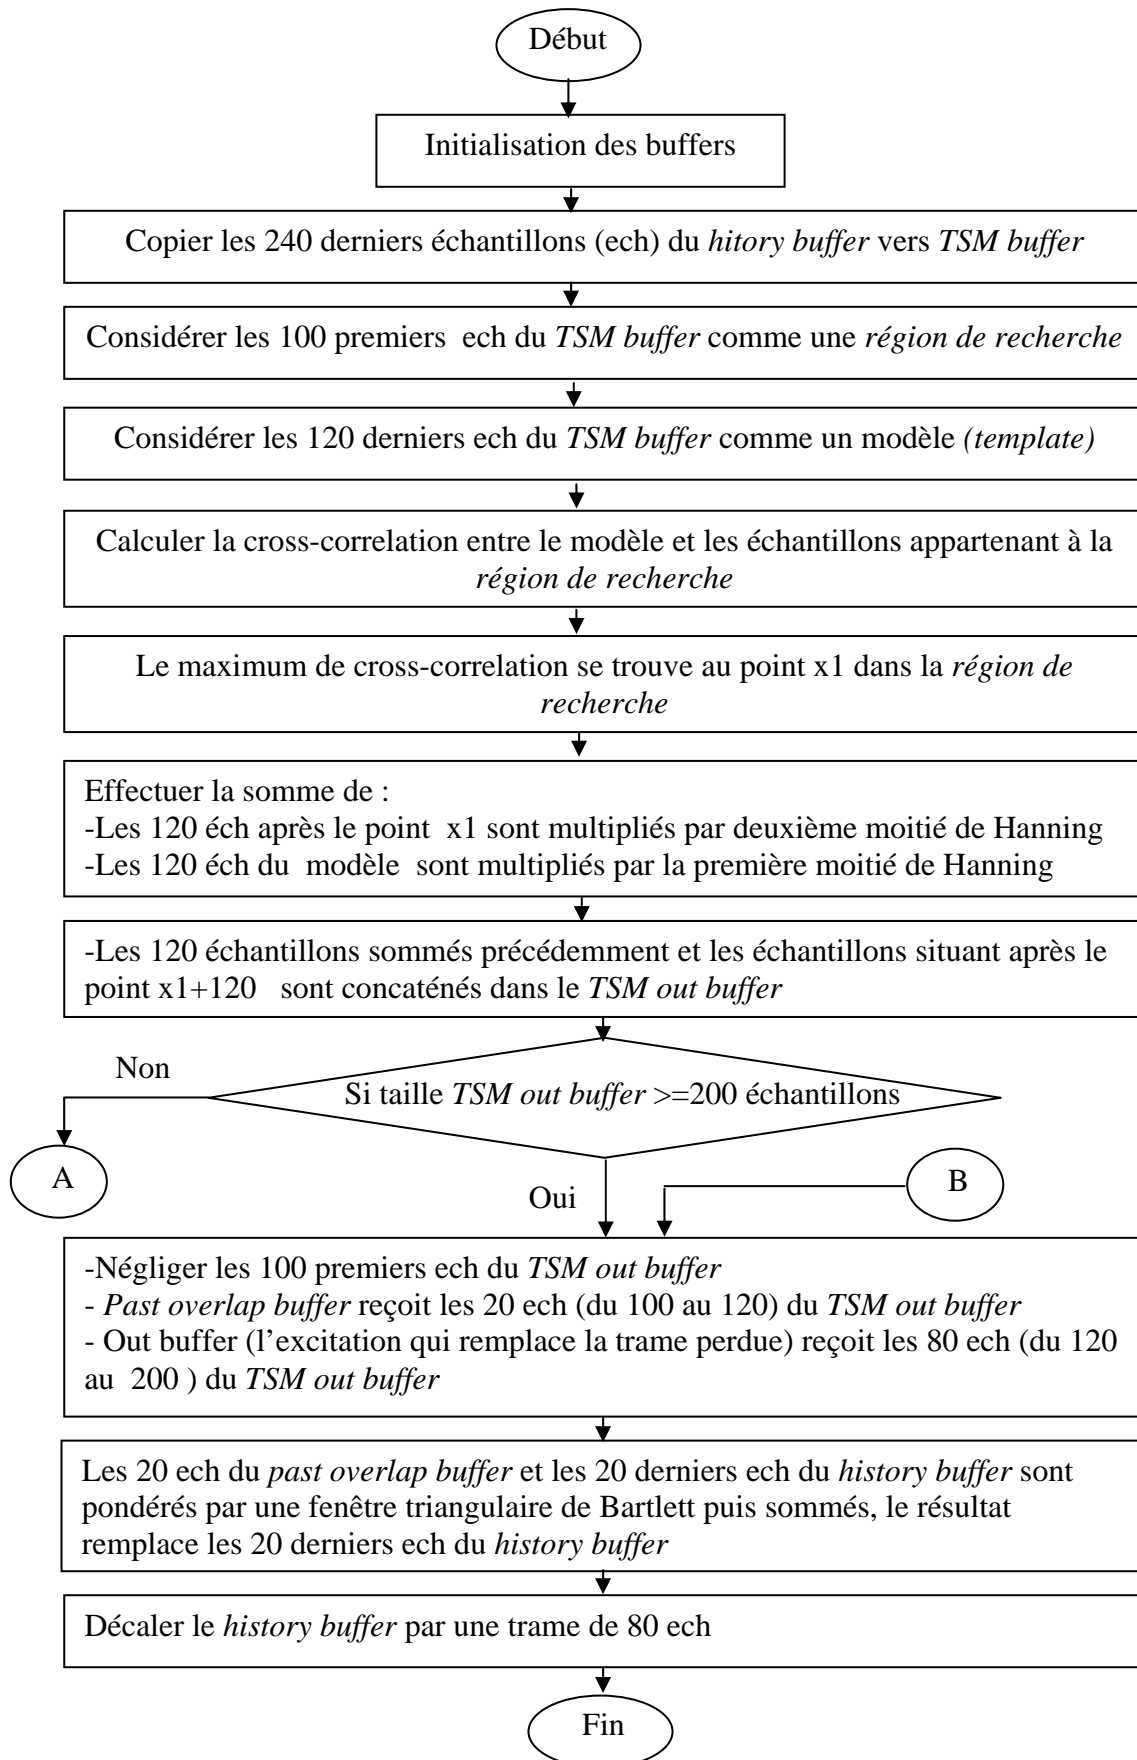 Début
Initialisation des buffers
Copier les 240 derniers échantillons (ech) du hitory buffer vers TSM buffer
Considérer les 100 premiers ech du TSM buffer comme une région de recherche
Considérer les 120 derniers ech du TSM buffer comme un modèle (template)
Calculer la cross-correlation entre le modèle et les échantillons appartenant à la
région de recherche
Le maximum de cross-correlation se trouve au point x1 dans la région de
recherche
Effectuer la somme de :
-Les 120 éch après le point x1 sont multipliés par deuxième moitié de Hanning
-Les 120 éch du modèle sont multipliés par la première moitié de Hanning
-Les 120 échantillons sommés précédemment et les échantillons situant après le
point x1+120 sont concaténés dans le TSM out buffer
Non
Si taille TSM out buffer >=200 échantillons
A
Oui
B
-Négliger les 100 premiers ech du TSM out buffer
- Past overlap buffer reçoit les 20 ech (du 100 au 120) du TSM out buffer
- Out buffer (l'excitation qui remplace la trame perdue) reçoit les 80 ech (du 120
au 200 ) du TSM out buffer
Les 20 ech du past overlap buffer et les 20 derniers ech du history buffer sont
pondérés par une fenêtre triangulaire de Bartlett puis sommés, le résultat
remplace les 20 derniers ech du history buffer
Décaler le history buffer par une trame de 80 ech
Fin